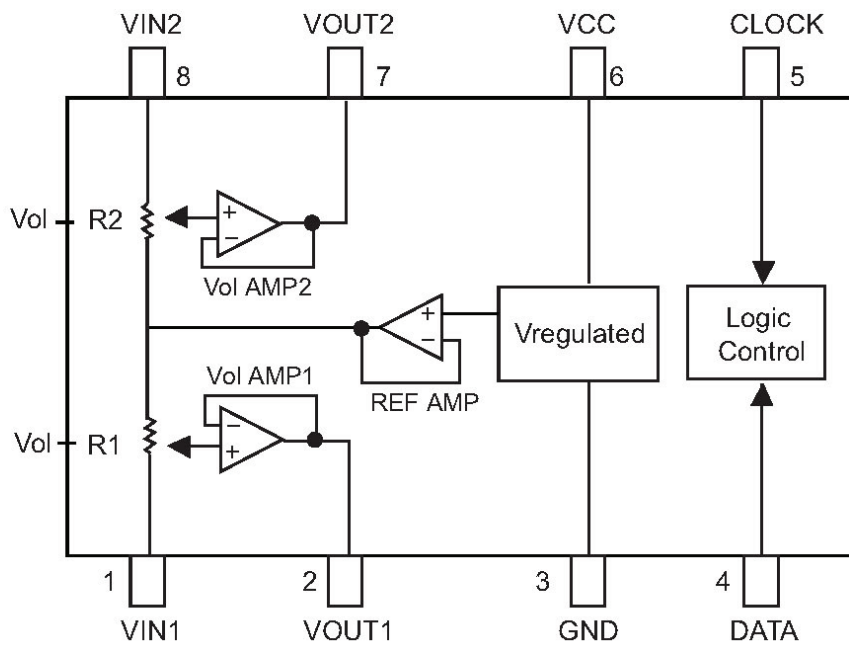 VIN2 VOUT2 VCC CLOCK
8 7 6 5
Vol R2 + −
Vol AMP2
+ −
REF AMP
Vregulated
Logic
Control
Vol AMP1
Vol R1 − +
1 2 3 4
VIN1 VOUT1 GND DATA